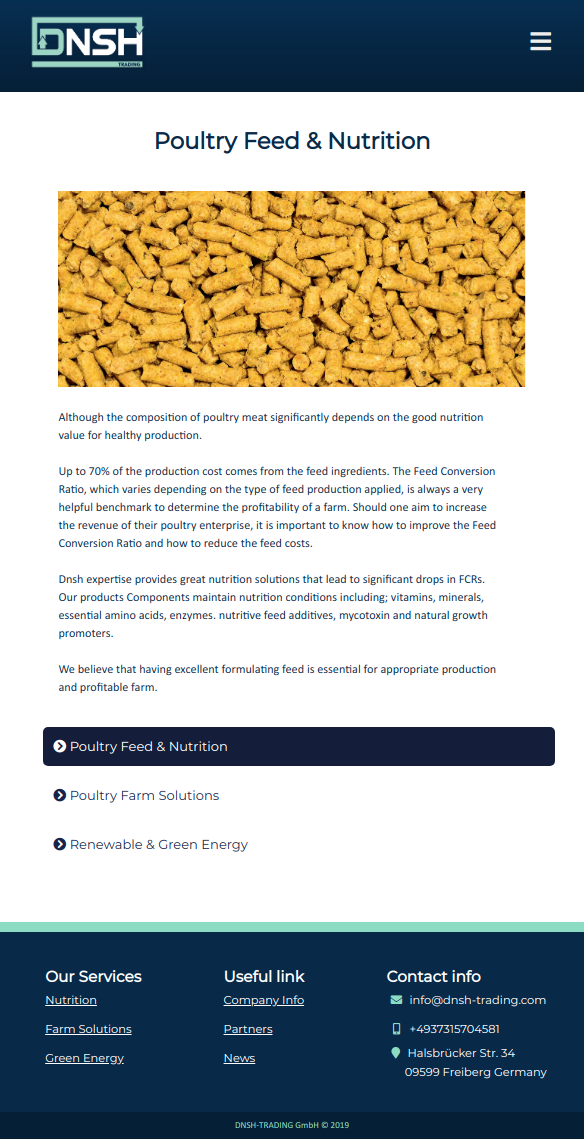 DNSH
TRADING
Poultry Feed & Nutrition
Although the composition of poultry meat significantly depends on the good nutrition
value for healthy production.
Up to 70% of the production cost comes from the feed ingredients. The Feed Conversion
Ratio, which varies depending on the type of feed production applied, is always a very
helpful benchmark to determine the profitability of a farm. Should one aim to increase
the revenue of their poultry enterprise, it is important to know how to improve the Feed
Conversion Ratio and how to reduce the feed costs.
Dnsh expertise provides great nutrition solutions that lead to significant drops in FCRs.
Our products Components maintain nutrition conditions including; vitamins, minerals,
essential amino acids, enzymes. nutritive feed additives, mycotoxin and natural growth
promoters.
We believe that having excellent formulating feed is essential for appropriate production
and profitable farm.
Poultry Feed & Nutrition
Poultry Farm Solutions
Renewable & Green Energy
Our Services
Nutrition
Farm Solutions
Green Energy
Useful link
Company Info
Partners
News
Contact info
info@dnsh-trading.com
+4937315704581
Halsbrücker Str. 34
09599 Freiberg Germany
DNSH-TRADING GmbH © 2019